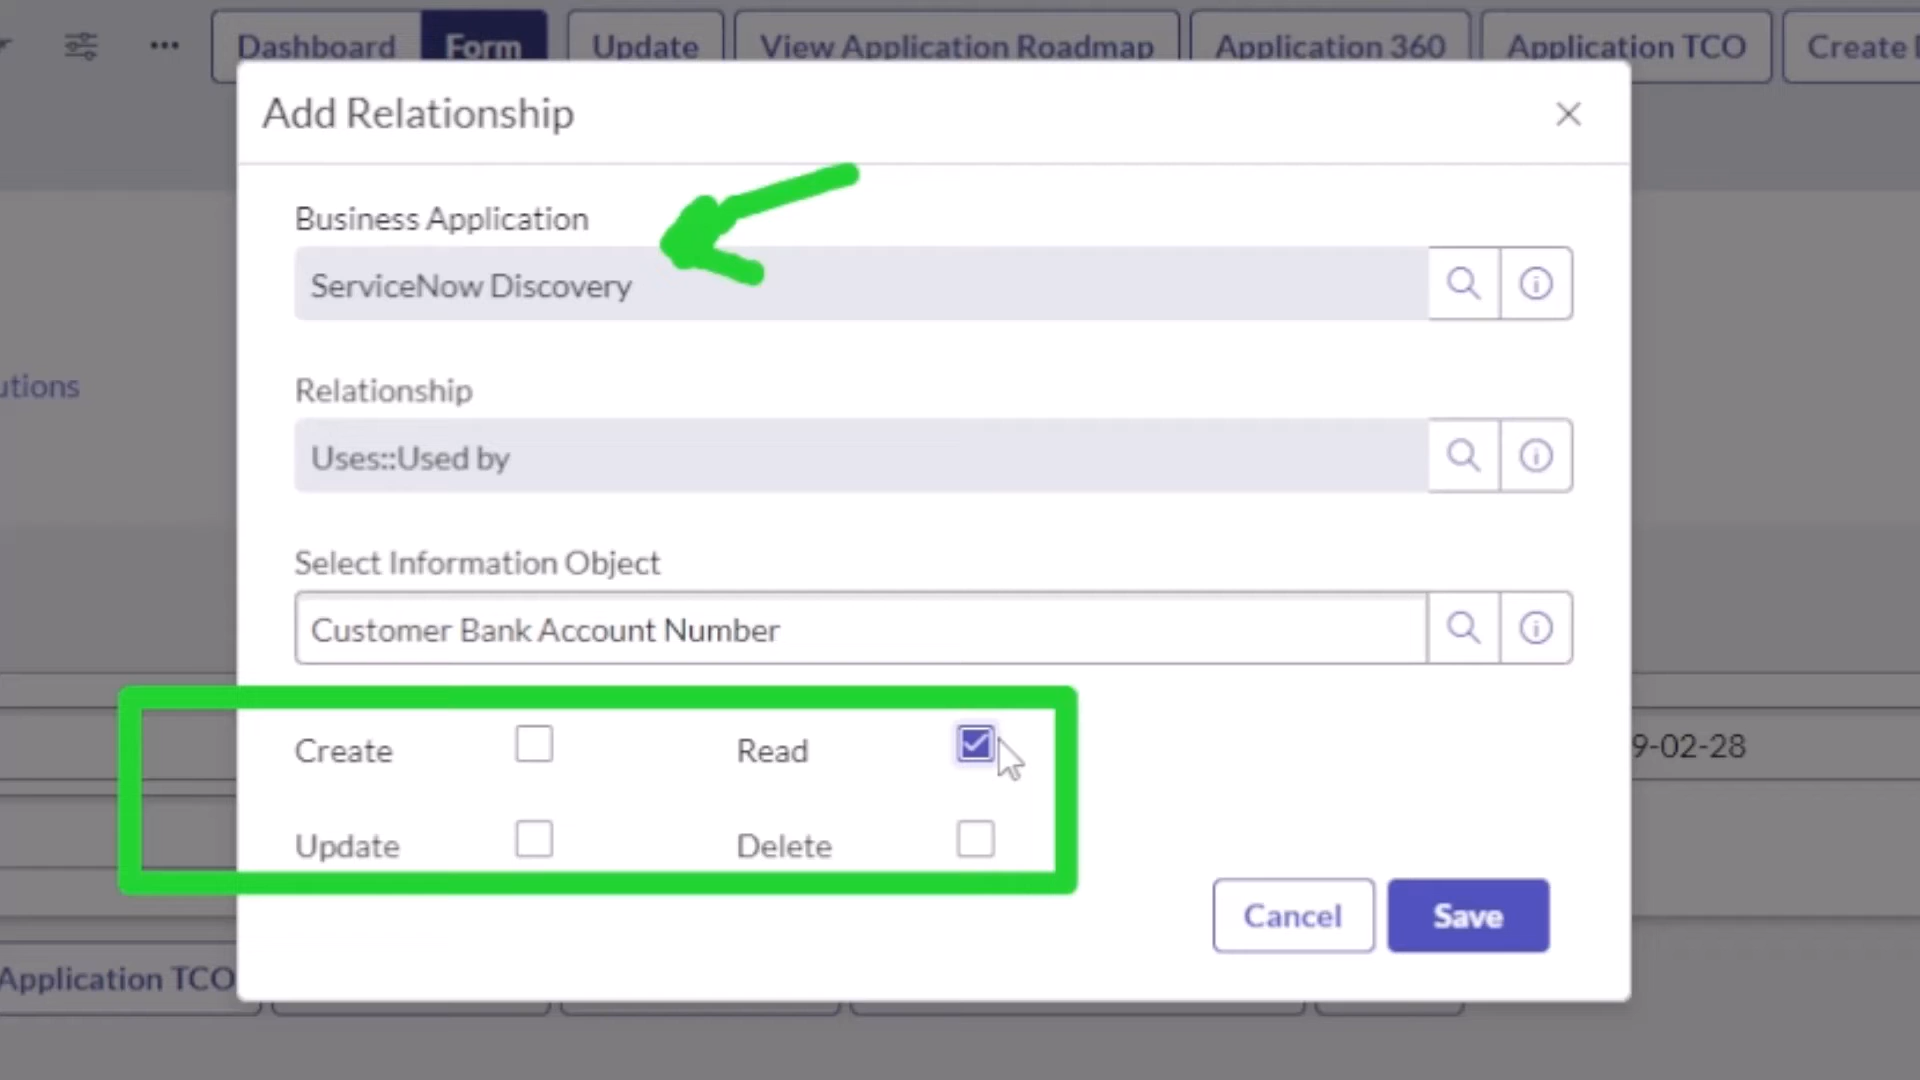 Dashboard Form Update View Application Roadmap Application 360 Application TCO Create
Add Relationship
Business Application
ServiceNow Discovery
utions
Relationship
Uses::Used by
Select Information Object
Customer Bank Account Number
Create Read
9-02-28
Update Delete
Cancel Save
Application TCO